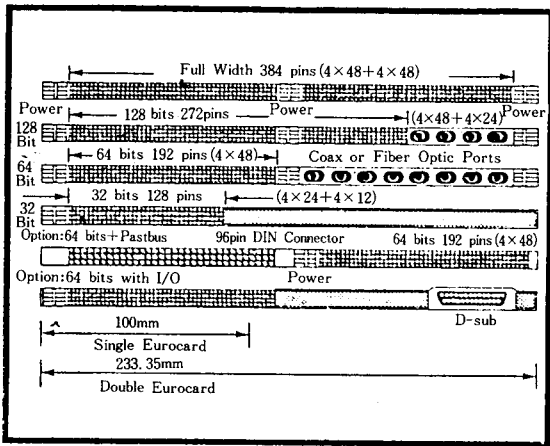 Full Width 384 pins (4×48+4×48)
Power Power Power
128 bits 272pins (4×48+4×24)
128
Bit
64 bits 192 pins (4×48) Coax or Fiber Optic Ports
64
Bit
32 bits 128 pins (4×24+4×12)
32
Bit
Option:64 bits+Pastbus 96pin DIN Connector 64 bits 192 pins (4×48)
Option:64 bits with I/O Power
100mm D-sub
Single Eurocard
233.35mm
Double Eurocard